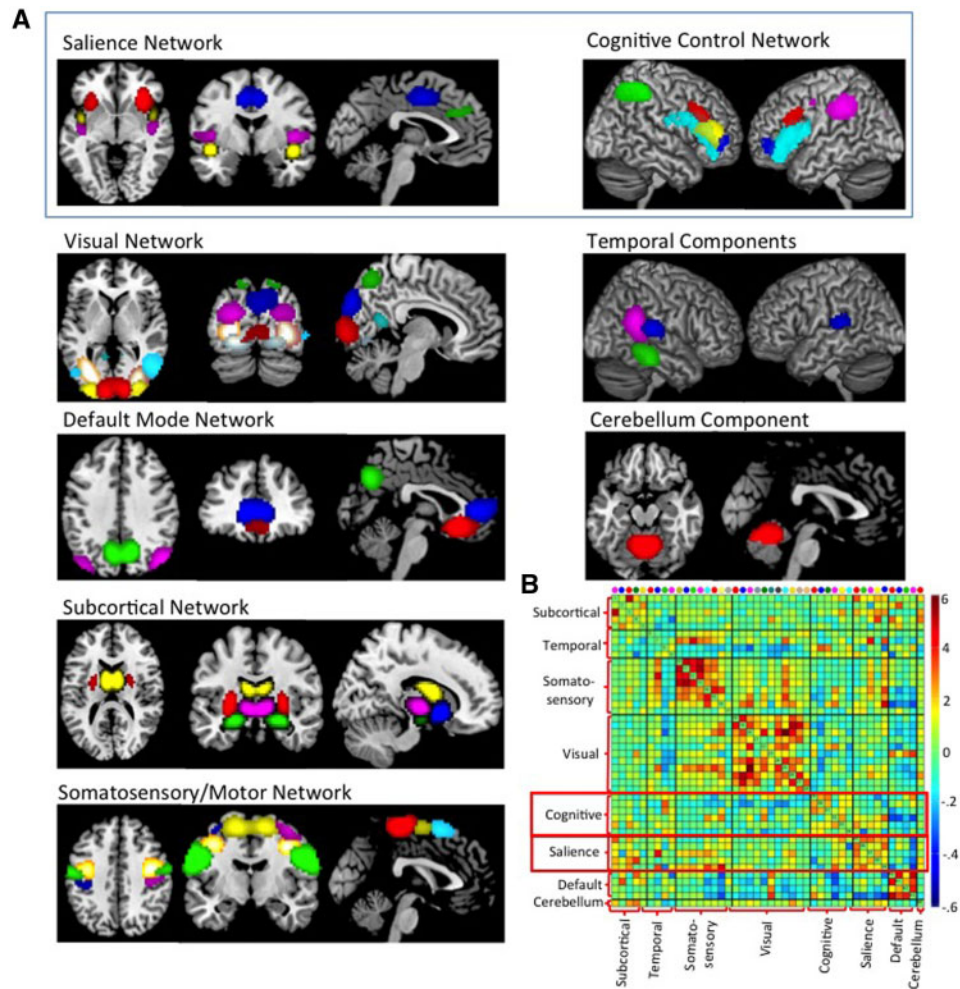 A
Salience Network
Cognitive Control Network
Visual Network
Temporal Components
Default Mode Network
Cerebellum Component
Subcortical Network
Somatosensory/Motor Network
B
Subcortical
Temporal
Somato-
sensory
Visual
Cognitive
Salience
Default
Cerebellum
6
4
2
0
-.2
-.4
-.6
Subcortical
Temporal
Somato-
sensory
Visual
Cognitive
Salience
Default
Cerebellum